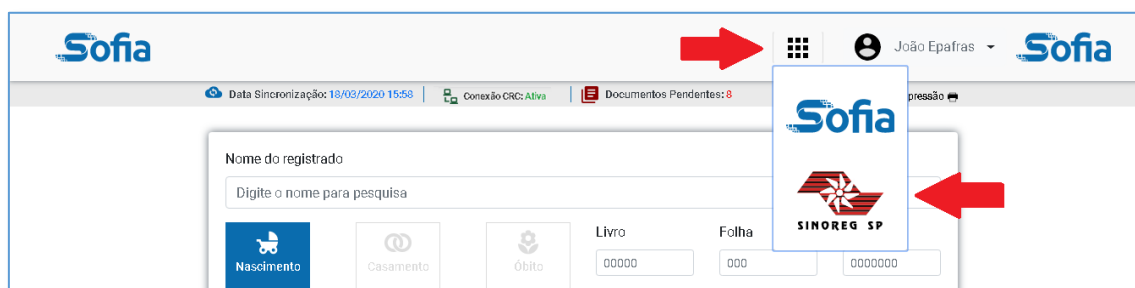 Sofia
João Epafras
Sofia
Data Sincronização: 18/03/2020 15:58
Conexão CRC: Ativa
Documentos Pendentes: 8
pressão
Sofia
SINOREG SP
Nome do registrado
Digite o nome para pesquisa
Nascimento
Casamento
Óbito
Livro
Folha
00000
000
0000000